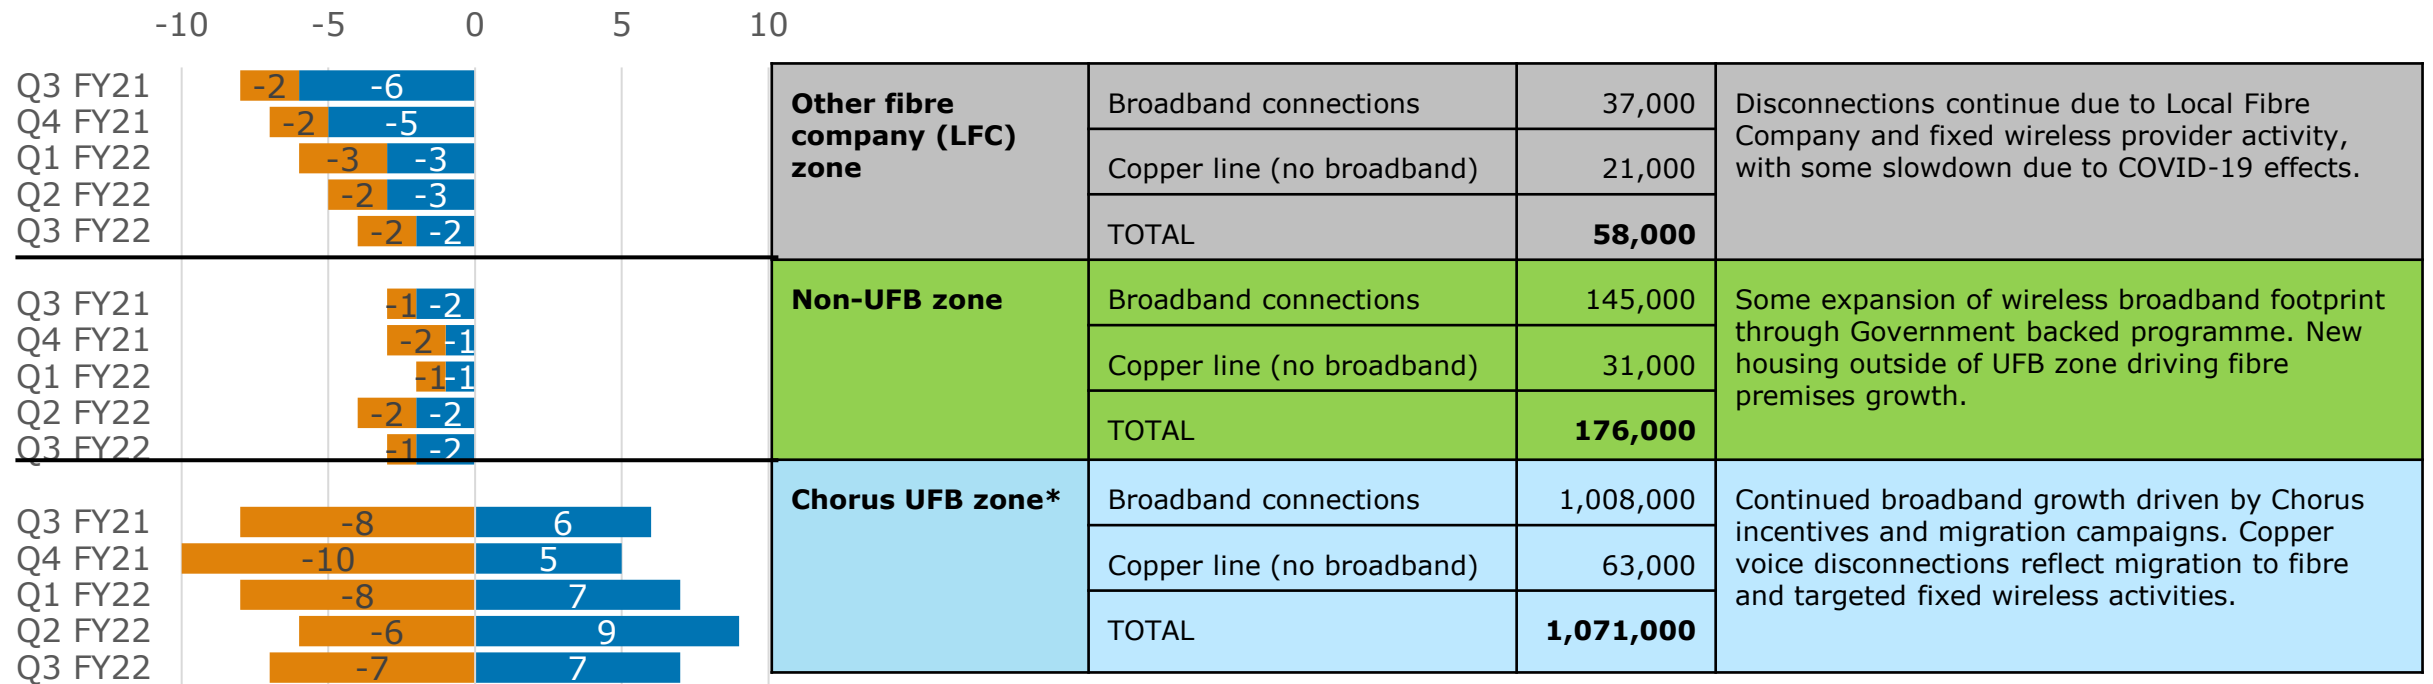 -10 -5 0 5 10
Q3 FY21 -2 -6
Q4 FY21 -2 -5
Q1 FY22 -3 -3
Q2 FY22 -2 -3
Q3 FY22 -2 -2
Other fibre
company (LFC)
zone
Broadband connections 37,000
Copper line (no broadband) 21,000
TOTAL 58,000
Disconnections continue due to Local Fibre
Company and fixed wireless provider activity,
with some slowdown due to COVID-19 effects.
Q3 FY21 -1 -2
Q4 FY21 -2 -1
Q1 FY22 -1 -1
Q2 FY22 -2 -2
Q3 FY22 -1 -2
Non-UFB zone
Broadband connections 145,000
Copper line (no broadband) 31,000
TOTAL 176,000
Some expansion of wireless broadband footprint
through Government backed programme. New
housing outside of UFB zone driving fibre
premises growth.
Q3 FY21 -8 6
Q4 FY21 -10 5
Q1 FY22 -8 7
Q2 FY22 -6 9
Q3 FY22 -7 7
Chorus UFB zone*
Broadband connections 1,008,000
Copper line (no broadband) 63,000
TOTAL 1,071,000
Continued broadband growth driven by Chorus
incentives and migration campaigns. Copper
voice disconnections reflect migration to fibre
and targeted fixed wireless activities.